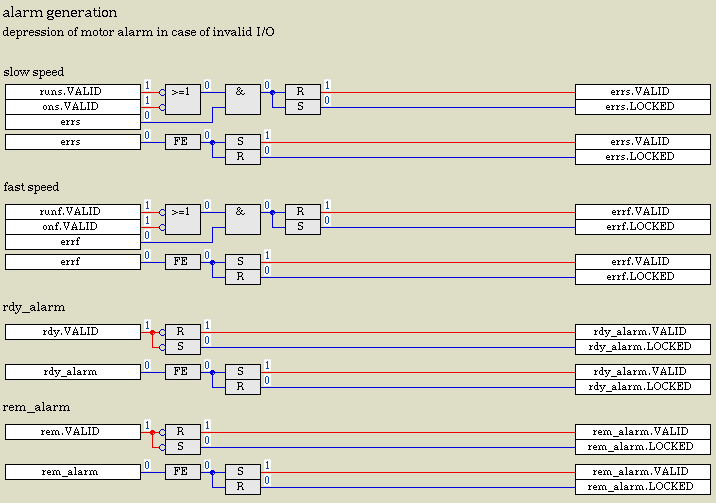 alarm generation
depression of motor alarm in case of invalid I/O
slow speed
runs.VALID 1 >=1 0 & 0 R 1 errs.VALID
ons.VALID 1 S 0 errs.LOCKED
errs 0
errs 0 FE 0 S 1 errs.VALID
R 0 errs.LOCKED
fast speed
runf.VALID 1 >=1 0 & 0 R 1 errf.VALID
onf.VALID 1 S 0 errf.LOCKED
errf 0
errf 0 FE 0 S 1 errf.VALID
R 0 errf.LOCKED
rdy_alarm
rdy.VALID 1 R 1 rdy_alarm.VALID
S 0 rdy_alarm.LOCKED
rdy_alarm 0 FE 0 S 1 rdy_alarm.VALID
R 0 rdy_alarm.LOCKED
rem_alarm
rem.VALID 1 R 1 rem_alarm.VALID
S 0 rem_alarm.LOCKED
rem_alarm 0 FE 0 S 1 rem_alarm.VALID
R 0 rem_alarm.LOCKED